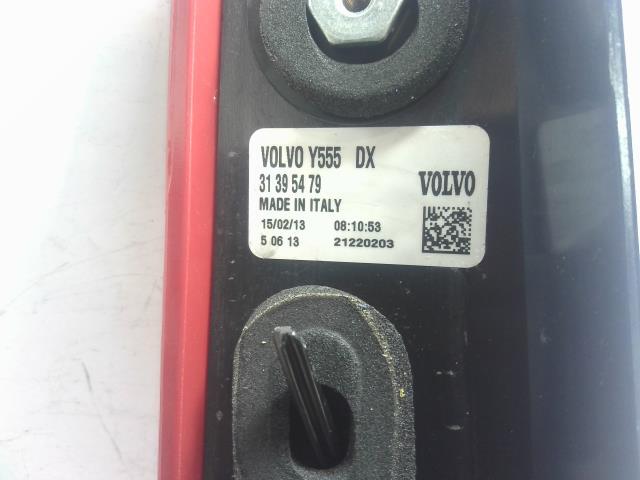 VOLVO Y555 DX
31 39 54 79
VOLVO
MADE IN ITALY
15/02/13 08:10:53
5 06 13 21220203